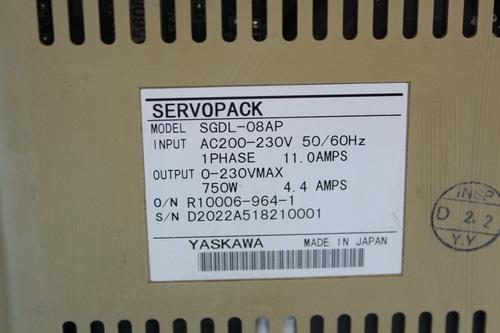 SERVOPACK
MODEL SGDL-08AP
INPUT AC200-230V 50/60Hz
1PHASE 11.0AMPS
OUTPUT 0-230VMAX
750W 4.4 AMPS
O/N R10006-964-1
S/N D2022A518210001
YASKAWA MADE IN JAPAN
INSP
D 2.2
Y.Y